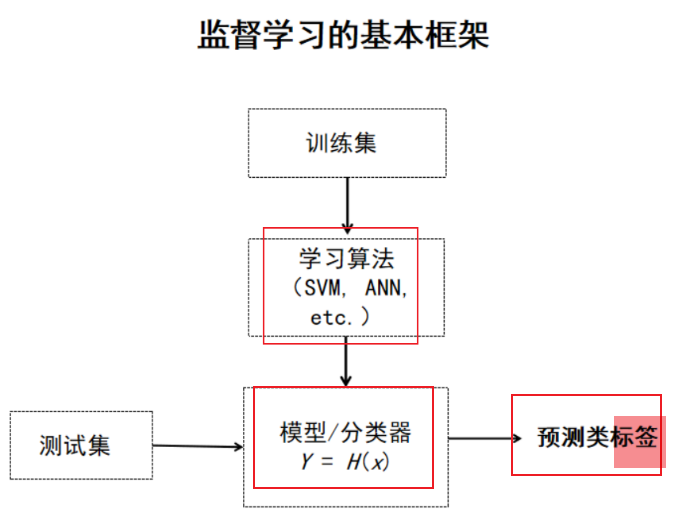 监督学习的基本框架
训练集
学习算法
（SVM, ANN,
etc.）
模型/分类器
Y = H(x)
测试集
预测类标签